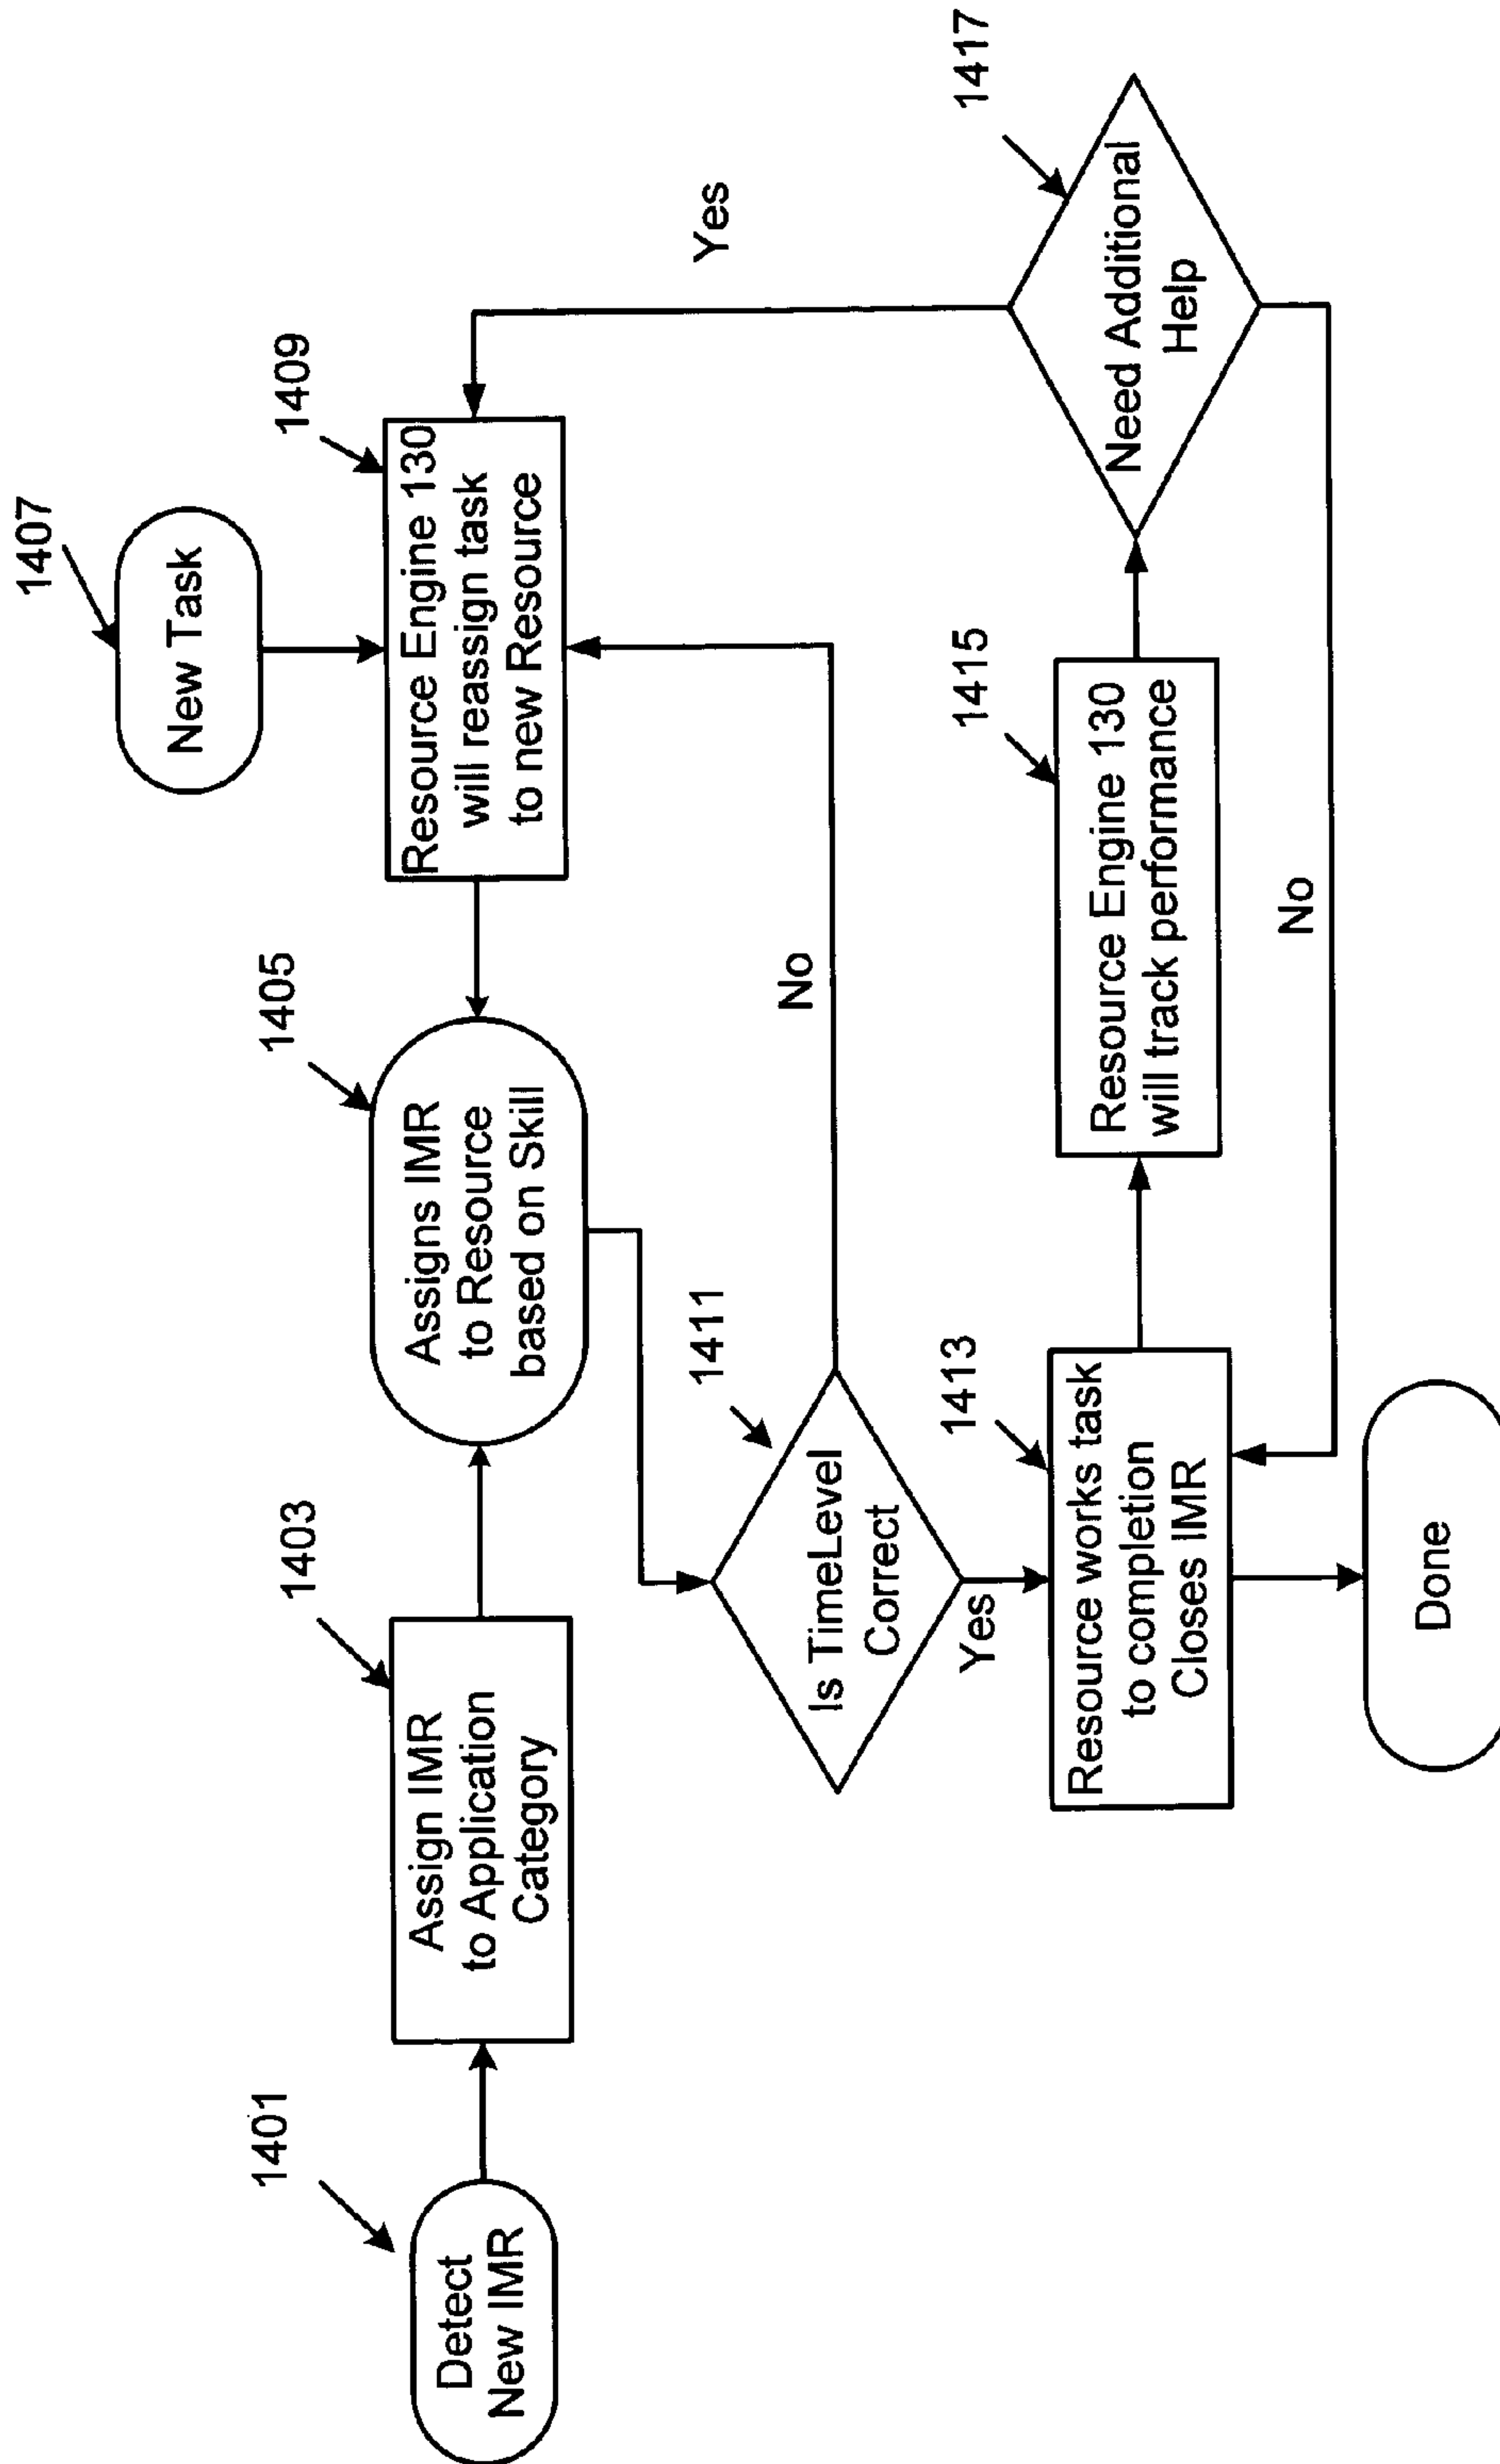 1401
Detect
New IMR
1403
Assign IMR
to Application
Category
1405
Assigns IMR
to Resource
based on Skill
1407
New Task
1409
Resource Engine 130
will reassign task
to new Resource
1411
Is TimeLevel
Correct
No
Yes
1413
Resource works task
to completion
Closes IMR
1415
Resource Engine 130
will track performance
1417
Need Additional
Help
Yes
No
Done